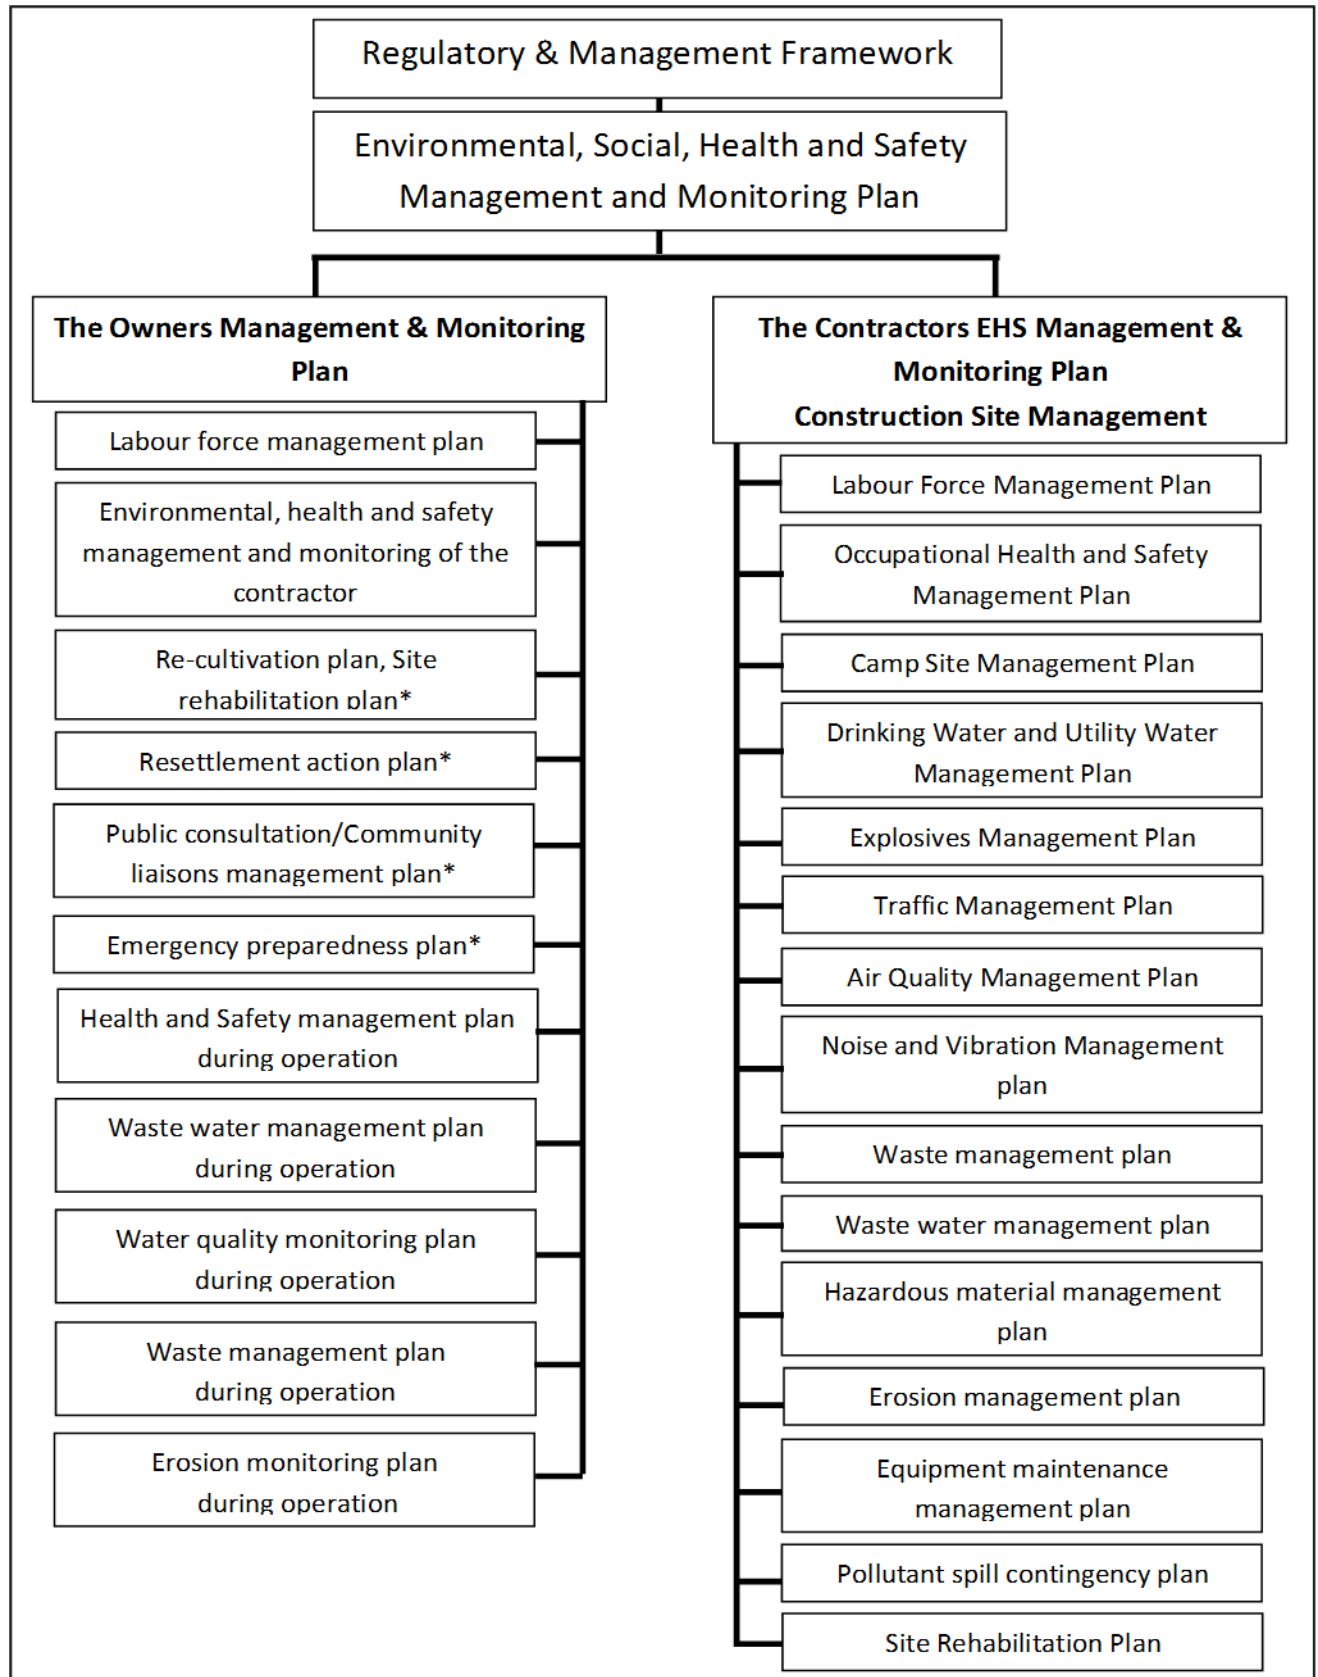 Regulatory & Management Framework
Environmental, Social, Health and Safety
Management and Monitoring Plan
The Owners Management & Monitoring
Plan
Labour force management plan
Environmental, health and safety
management and monitoring of the
contractor
Re-cultivation plan, Site
rehabilitation plan*
Resettlement action plan*
Public consultation/Community
liaisons management plan*
Emergency preparedness plan*
Health and Safety management plan
during operation
Waste water management plan
during operation
Water quality monitoring plan
during operation
Waste management plan
during operation
Erosion monitoring plan
during operation
The Contractors EHS Management &
Monitoring Plan
Construction Site Management
Labour Force Management Plan
Occupational Health and Safety
Management Plan
Camp Site Management Plan
Drinking Water and Utility Water
Management Plan
Explosives Management Plan
Traffic Management Plan
Air Quality Management Plan
Noise and Vibration Management
plan
Waste management plan
Waste water management plan
Hazardous material management
plan
Erosion management plan
Equipment maintenance
management plan
Pollutant spill contingency plan
Site Rehabilitation Plan